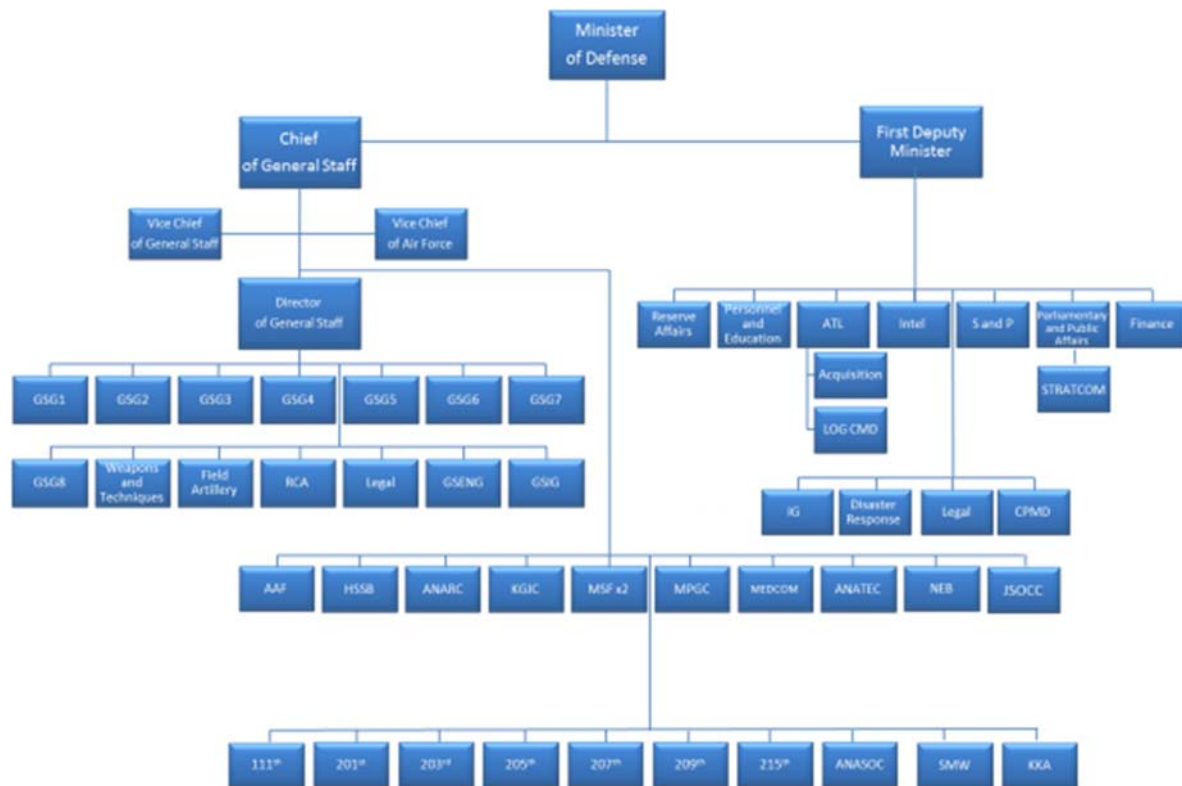 Minister
of Defense
Chief
of General Staff
First Deputy
Minister
Vice Chief
of General Staff
Vice Chief
of Air Force
Director
of General Staff
Reserve
Affairs
Personnel
and
Education
ATL
Intel
S and P
Parliamentary
and Public
Affairs
Finance
Acquisition
LOG CMD
STRATCOM
GSG1
GSG2
GSG3
GSG4
GSG5
GSG6
GSG7
GSG8
Weapons
and
Techniques
Field
Artillery
RCA
Legal
GSENG
GSIG
IG
Disaster
Response
Legal
CPMD
AAF
HSSB
ANARC
KGJC
MSF x2
MPGC
MEDCOM
ANATEC
NEB
JSOCC
111th
201st
203rd
205th
207th
209th
215th
ANASOC
SMW
KKA